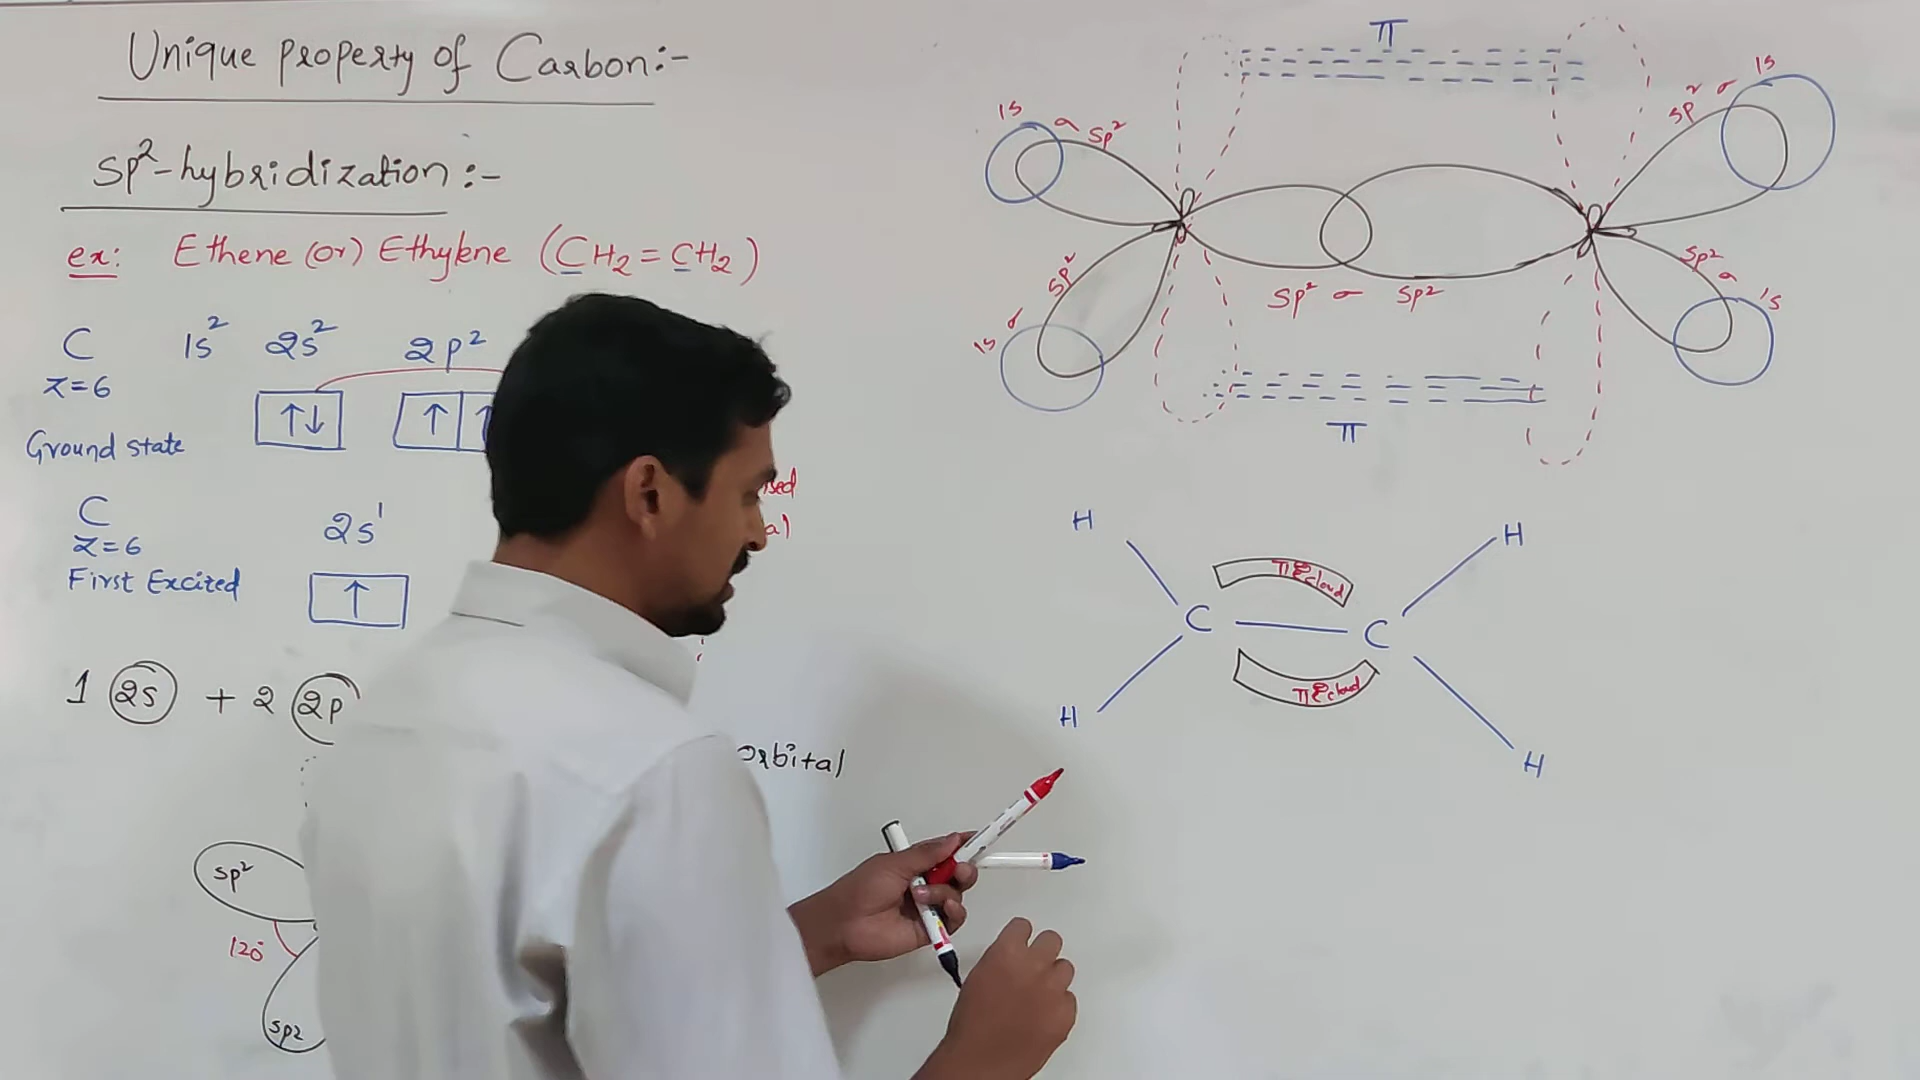 Unique property of Carbon:-
sp²-hybridization:-
ex: Ethene (or) Ethylene (CH2=CH2)
C 1s² 2s² 2p²
z=6
↑↓ ↑ ↑
Ground state
C 2s¹
z=6
First Excited
↑
1 2s + 2 2p
orbital
sp²
120°
sp2
π
1s σ sp²
sp² σ 1s
sp²
σ
1s
sp² σ sp²
sp² σ 1s
π
H H
C C
π e cloud
π e cloud
H H